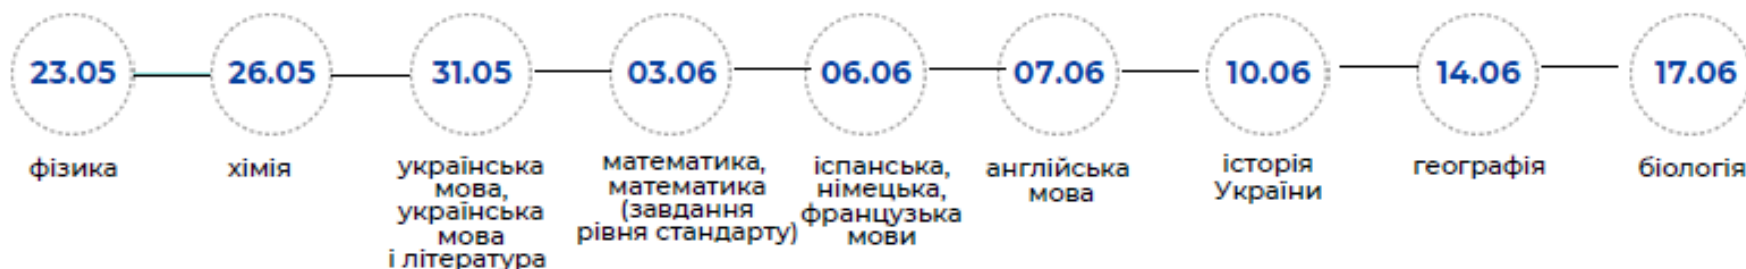 23.05
26.05
31.05
03.06
06.06
07.06
10.06
14.06
17.06
фізика
хімія
українська
мова,
українська
мова
і література
математика,
математика
(завдання
рівня стандарту)
іспанська,
німецька,
французька
мови
англійська
мова
історія
України
географія
біологія